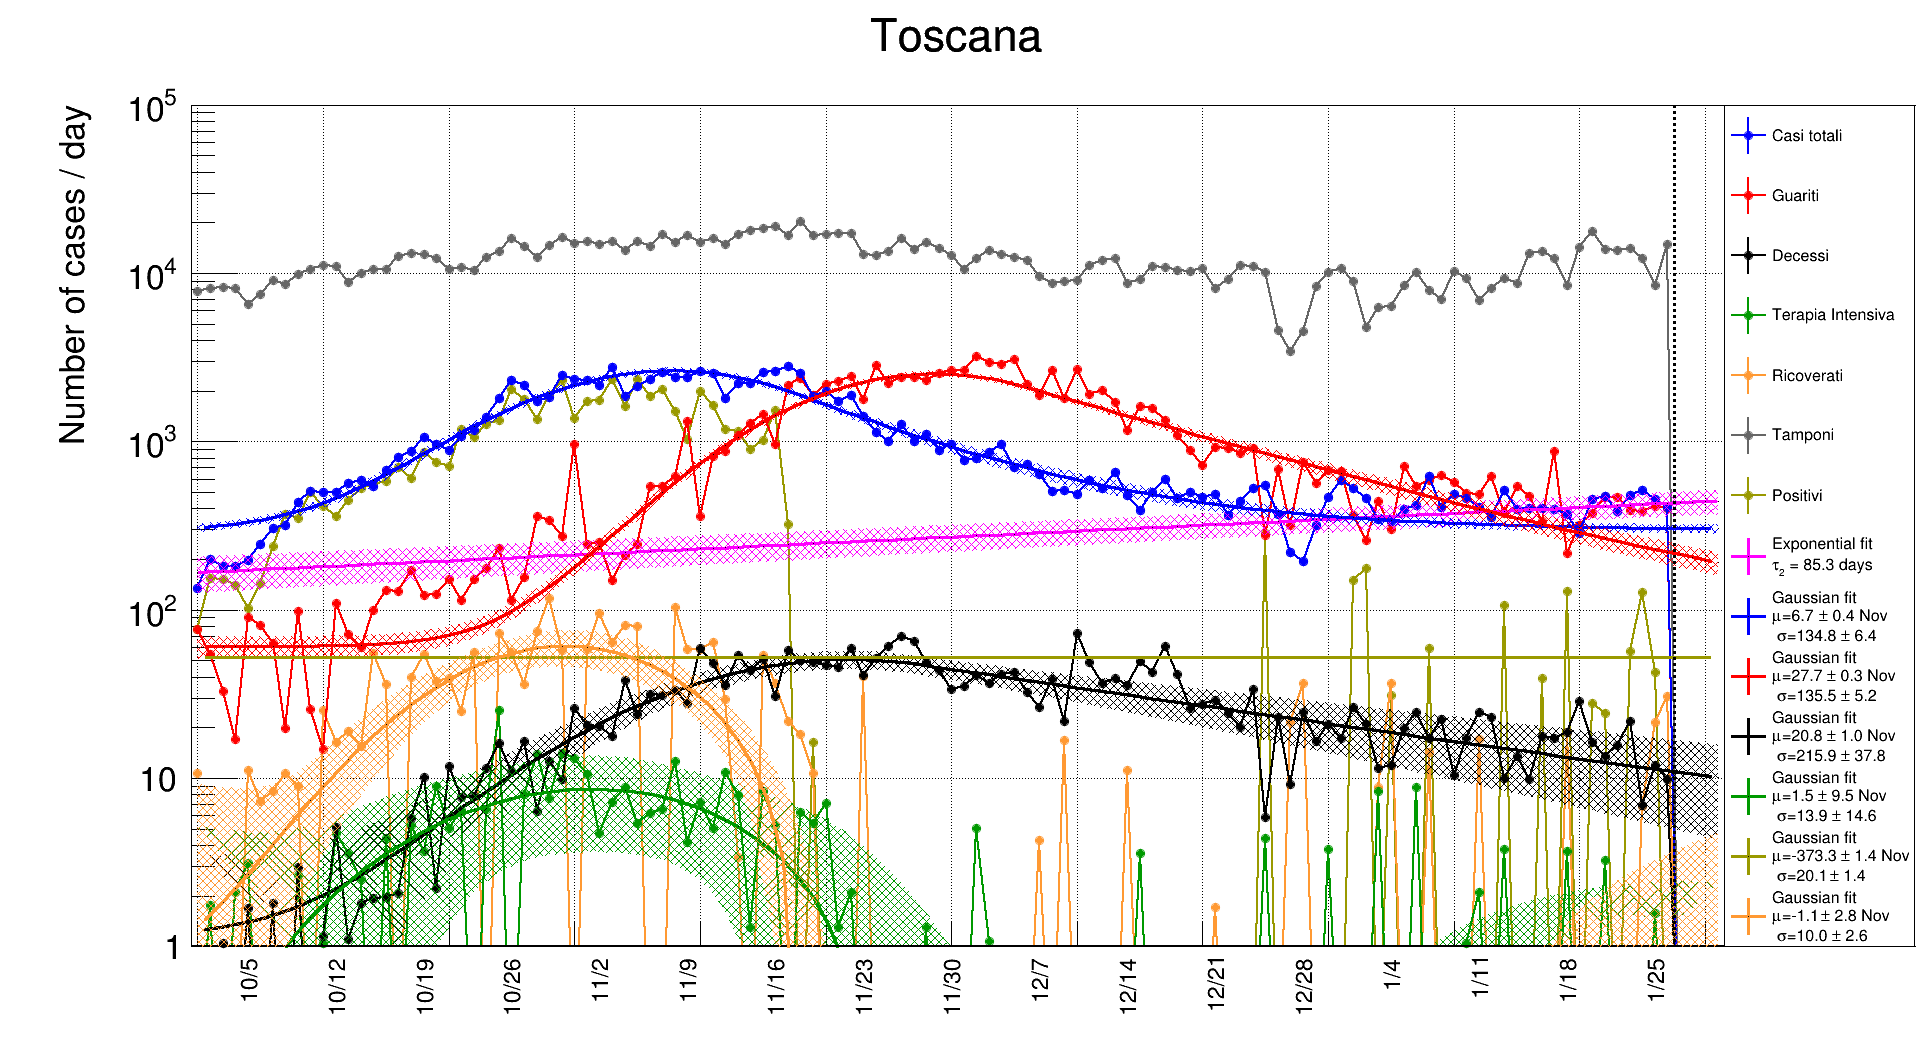 Toscana
Number of cases / day
10^5
10^4
10^3
10^2
10
1
10/5
10/12
10/19
10/26
11/2
11/9
11/16
11/23
11/30
12/7
12/14
12/21
12/28
1/4
1/11
1/18
1/25
Casi totali
Guariti
Decessi
Terapia Intensiva
Ricoverati
Tamponi
Positivi
Exponential fit
τ₂ = 85.3 days
Gaussian fit
μ=6.7 ± 0.4 Nov
σ=134.8 ± 6.4
Gaussian fit
μ=27.7 ± 0.3 Nov
σ=135.5 ± 5.2
Gaussian fit
μ=20.8 ± 1.0 Nov
σ=215.9 ± 37.8
Gaussian fit
μ=1.5 ± 9.5 Nov
σ=13.9 ± 14.6
Gaussian fit
μ=-373.3 ± 1.4 Nov
σ=20.1 ± 1.4
Gaussian fit
μ=-1.1 ± 2.8 Nov
σ=10.0 ± 2.6